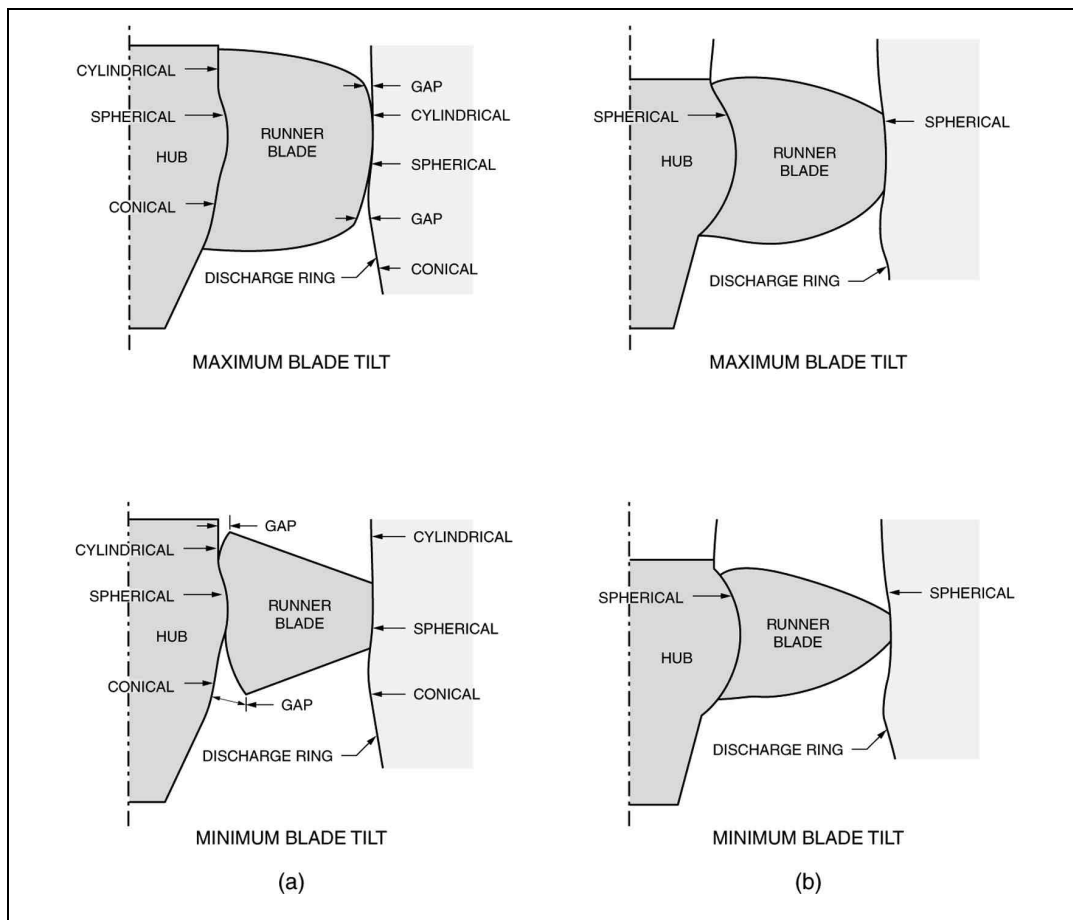 CYLINDRICAL
SPHERICAL
HUB
CONICAL
RUNNER
BLADE
GAP
CYLINDRICAL
SPHERICAL
GAP
CONICAL
DISCHARGE RING
MAXIMUM BLADE TILT
SPHERICAL
HUB
RUNNER
BLADE
SPHERICAL
DISCHARGE RING
MAXIMUM BLADE TILT
GAP
CYLINDRICAL
SPHERICAL
HUB
CONICAL
RUNNER
BLADE
GAP
CYLINDRICAL
SPHERICAL
CONICAL
DISCHARGE RING
MINIMUM BLADE TILT
(a)
SPHERICAL
HUB
RUNNER
BLADE
SPHERICAL
DISCHARGE RING
MINIMUM BLADE TILT
(b)